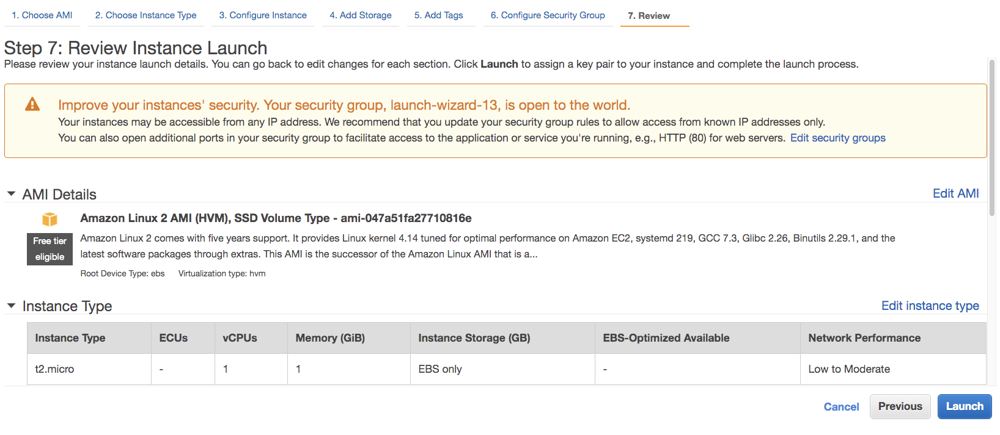 1. Choose AMI 2. Choose Instance Type 3. Configure Instance 4. Add Storage 5. Add Tags 6. Configure Security Group 7. Review
Step 7: Review Instance Launch
Please review your instance launch details. You can go back to edit changes for each section. Click Launch to assign a key pair to your instance and complete the launch process.
Improve your instances' security. Your security group, launch-wizard-13, is open to the world.
Your instances may be accessible from any IP address. We recommend that you update your security group rules to allow access from known IP addresses only.
You can also open additional ports in your security group to facilitate access to the application or service you're running, e.g., HTTP (80) for web servers. Edit security groups
AMI Details Edit AMI
Amazon Linux 2 AMI (HVM), SSD Volume Type - ami-047a51fa27710816e
Free tier
eligible
Amazon Linux 2 comes with five years support. It provides Linux kernel 4.14 tuned for optimal performance on Amazon EC2, systemd 219, GCC 7.3, Glibc 2.26, Binutils 2.29.1, and the
latest software packages through extras. This AMI is the successor of the Amazon Linux AMI that is a...
Root Device Type: ebs Virtualization type: hvm
Instance Type Edit instance type
Instance Type ECUs vCPUs Memory (GiB) Instance Storage (GB) EBS-Optimized Available Network Performance
t2.micro - 1 1 EBS only - Low to Moderate
Cancel Previous Launch